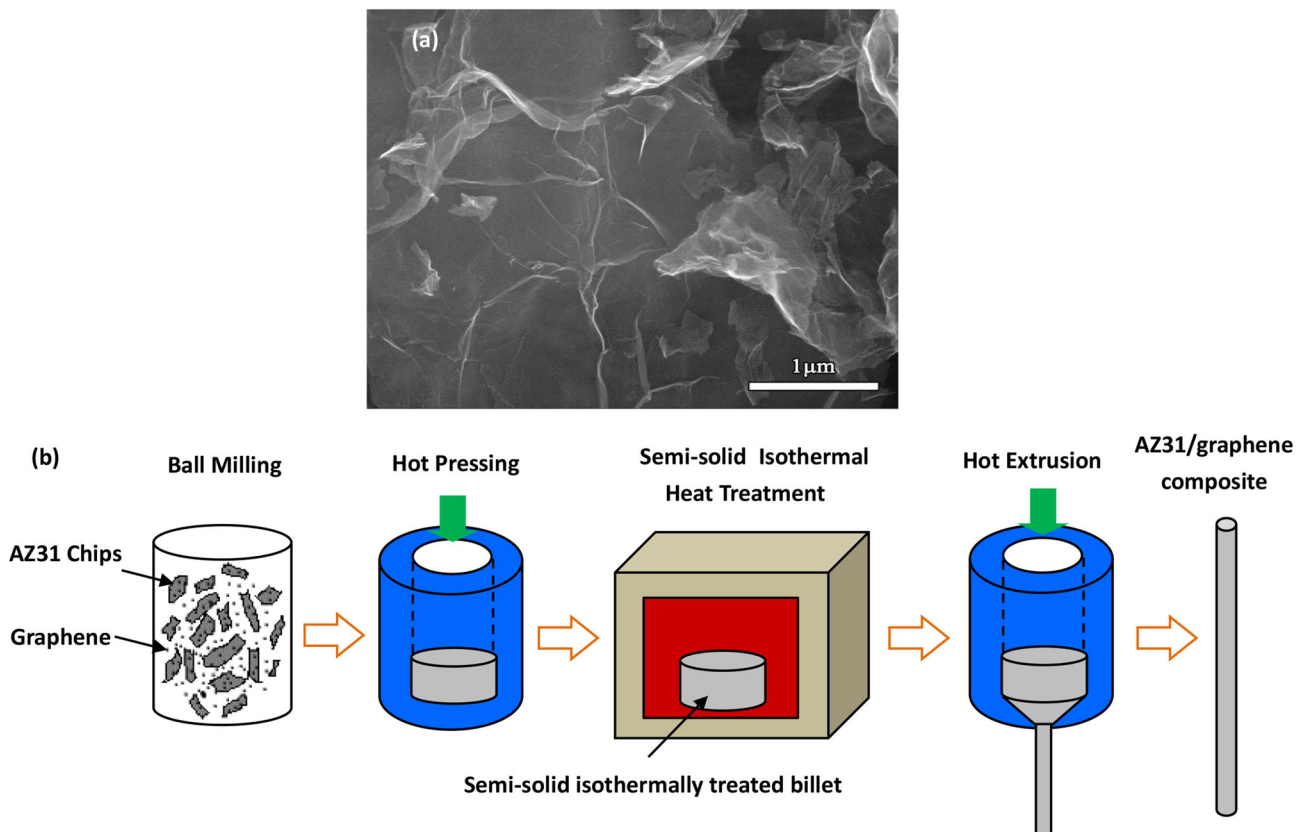 (a)
1μm
(b)
Ball Milling
Hot Pressing
Semi-solid Isothermal
Heat Treatment
Hot Extrusion
AZ31/graphene
composite
AZ31 Chips
Graphene
Semi-solid isothermally treated billet